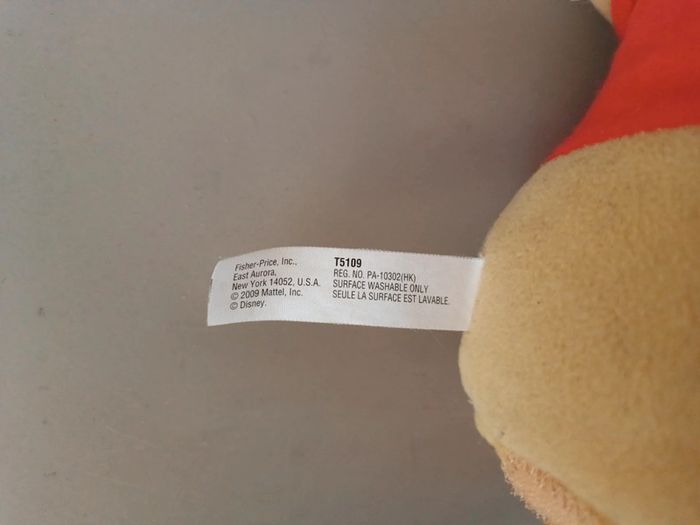 Fisher-Price, Inc.,
East Aurora,
New York 14052, U.S.A.
© 2009 Mattel, Inc.
© Disney.
T5109
REG. NO. PA-10302(HK)
SURFACE WASHABLE ONLY
SEULE LA SURFACE EST LAVABLE.